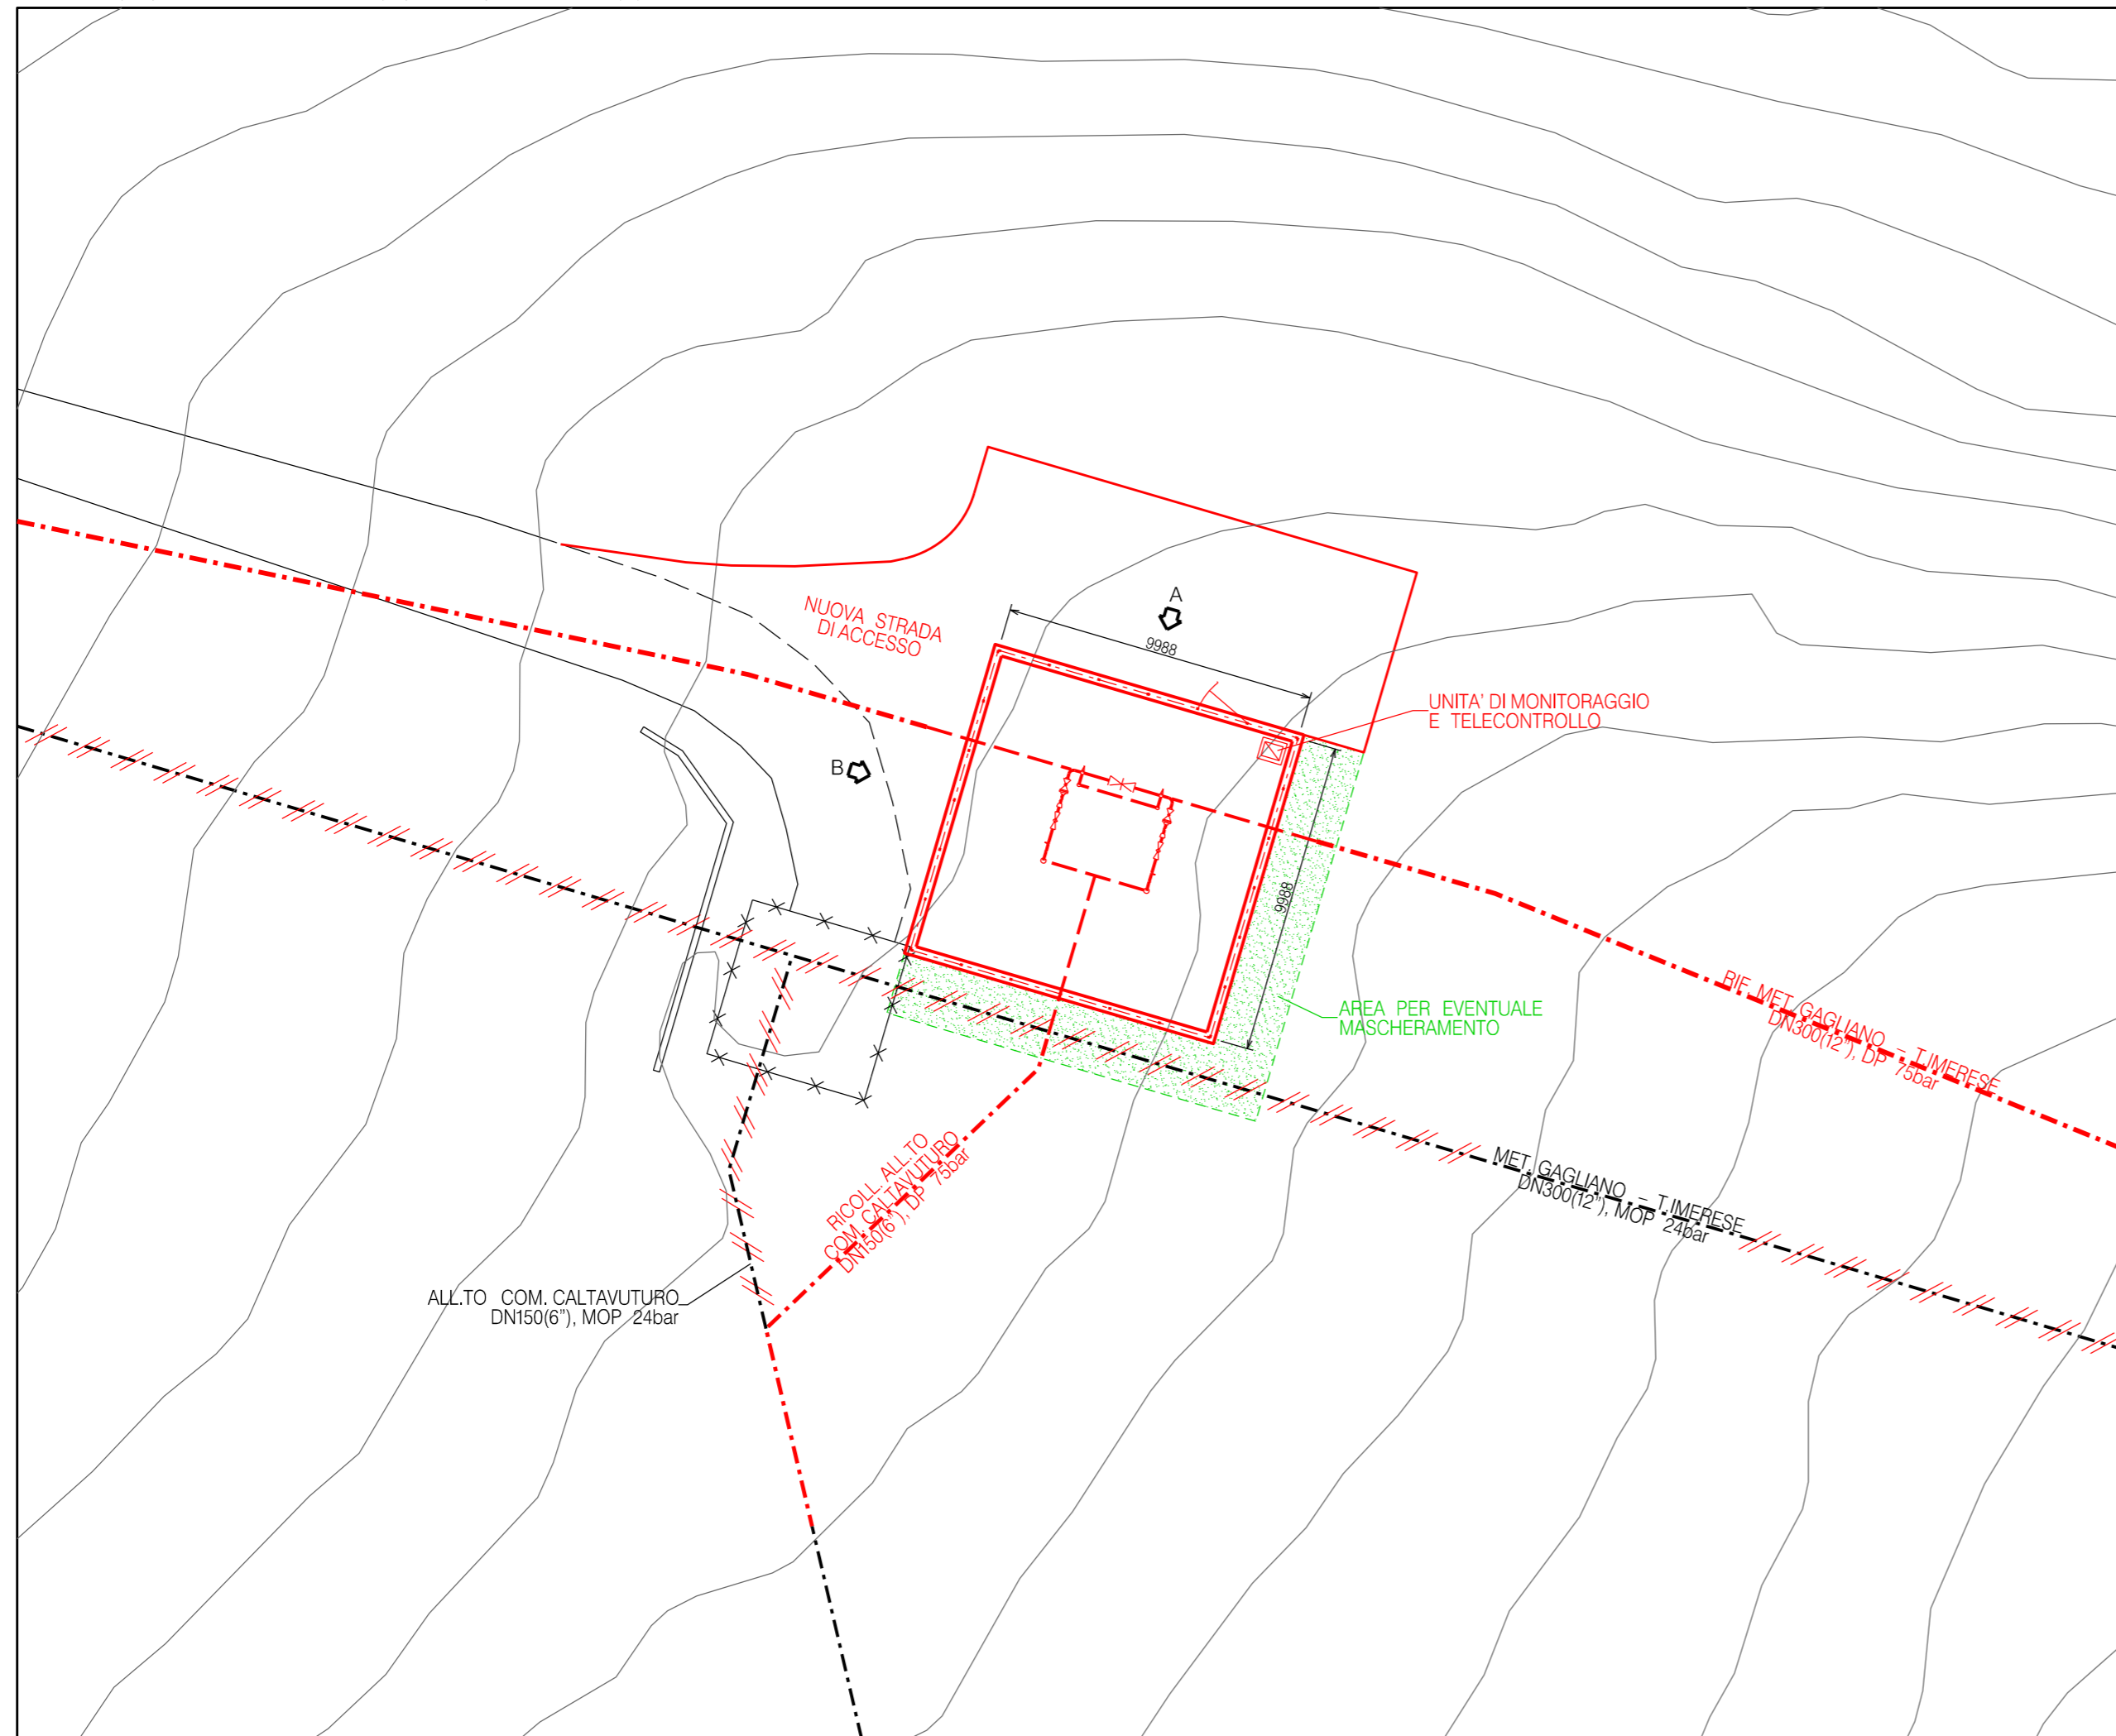 A
9988
NUOVA STRADA
DI ACCESSO
UNITA' DI MONITORAGGIO
E TELECONTROLLO
B
9988
AREA PER EVENTUALE
MASCHERAMENTO
RIF. MET. GAGLIANO - T.IMERESE
DN300(12"), DP 75bar
MET. GAGLIANO - T.IMERESE
DN300(12"), MOP 24bar
RICOLL. ALL.TO
COM. CALTAVUTURO
DN150(6"), DP 75bar
ALL.TO COM. CALTAVUTURO
DN150(6"), MOP 24bar